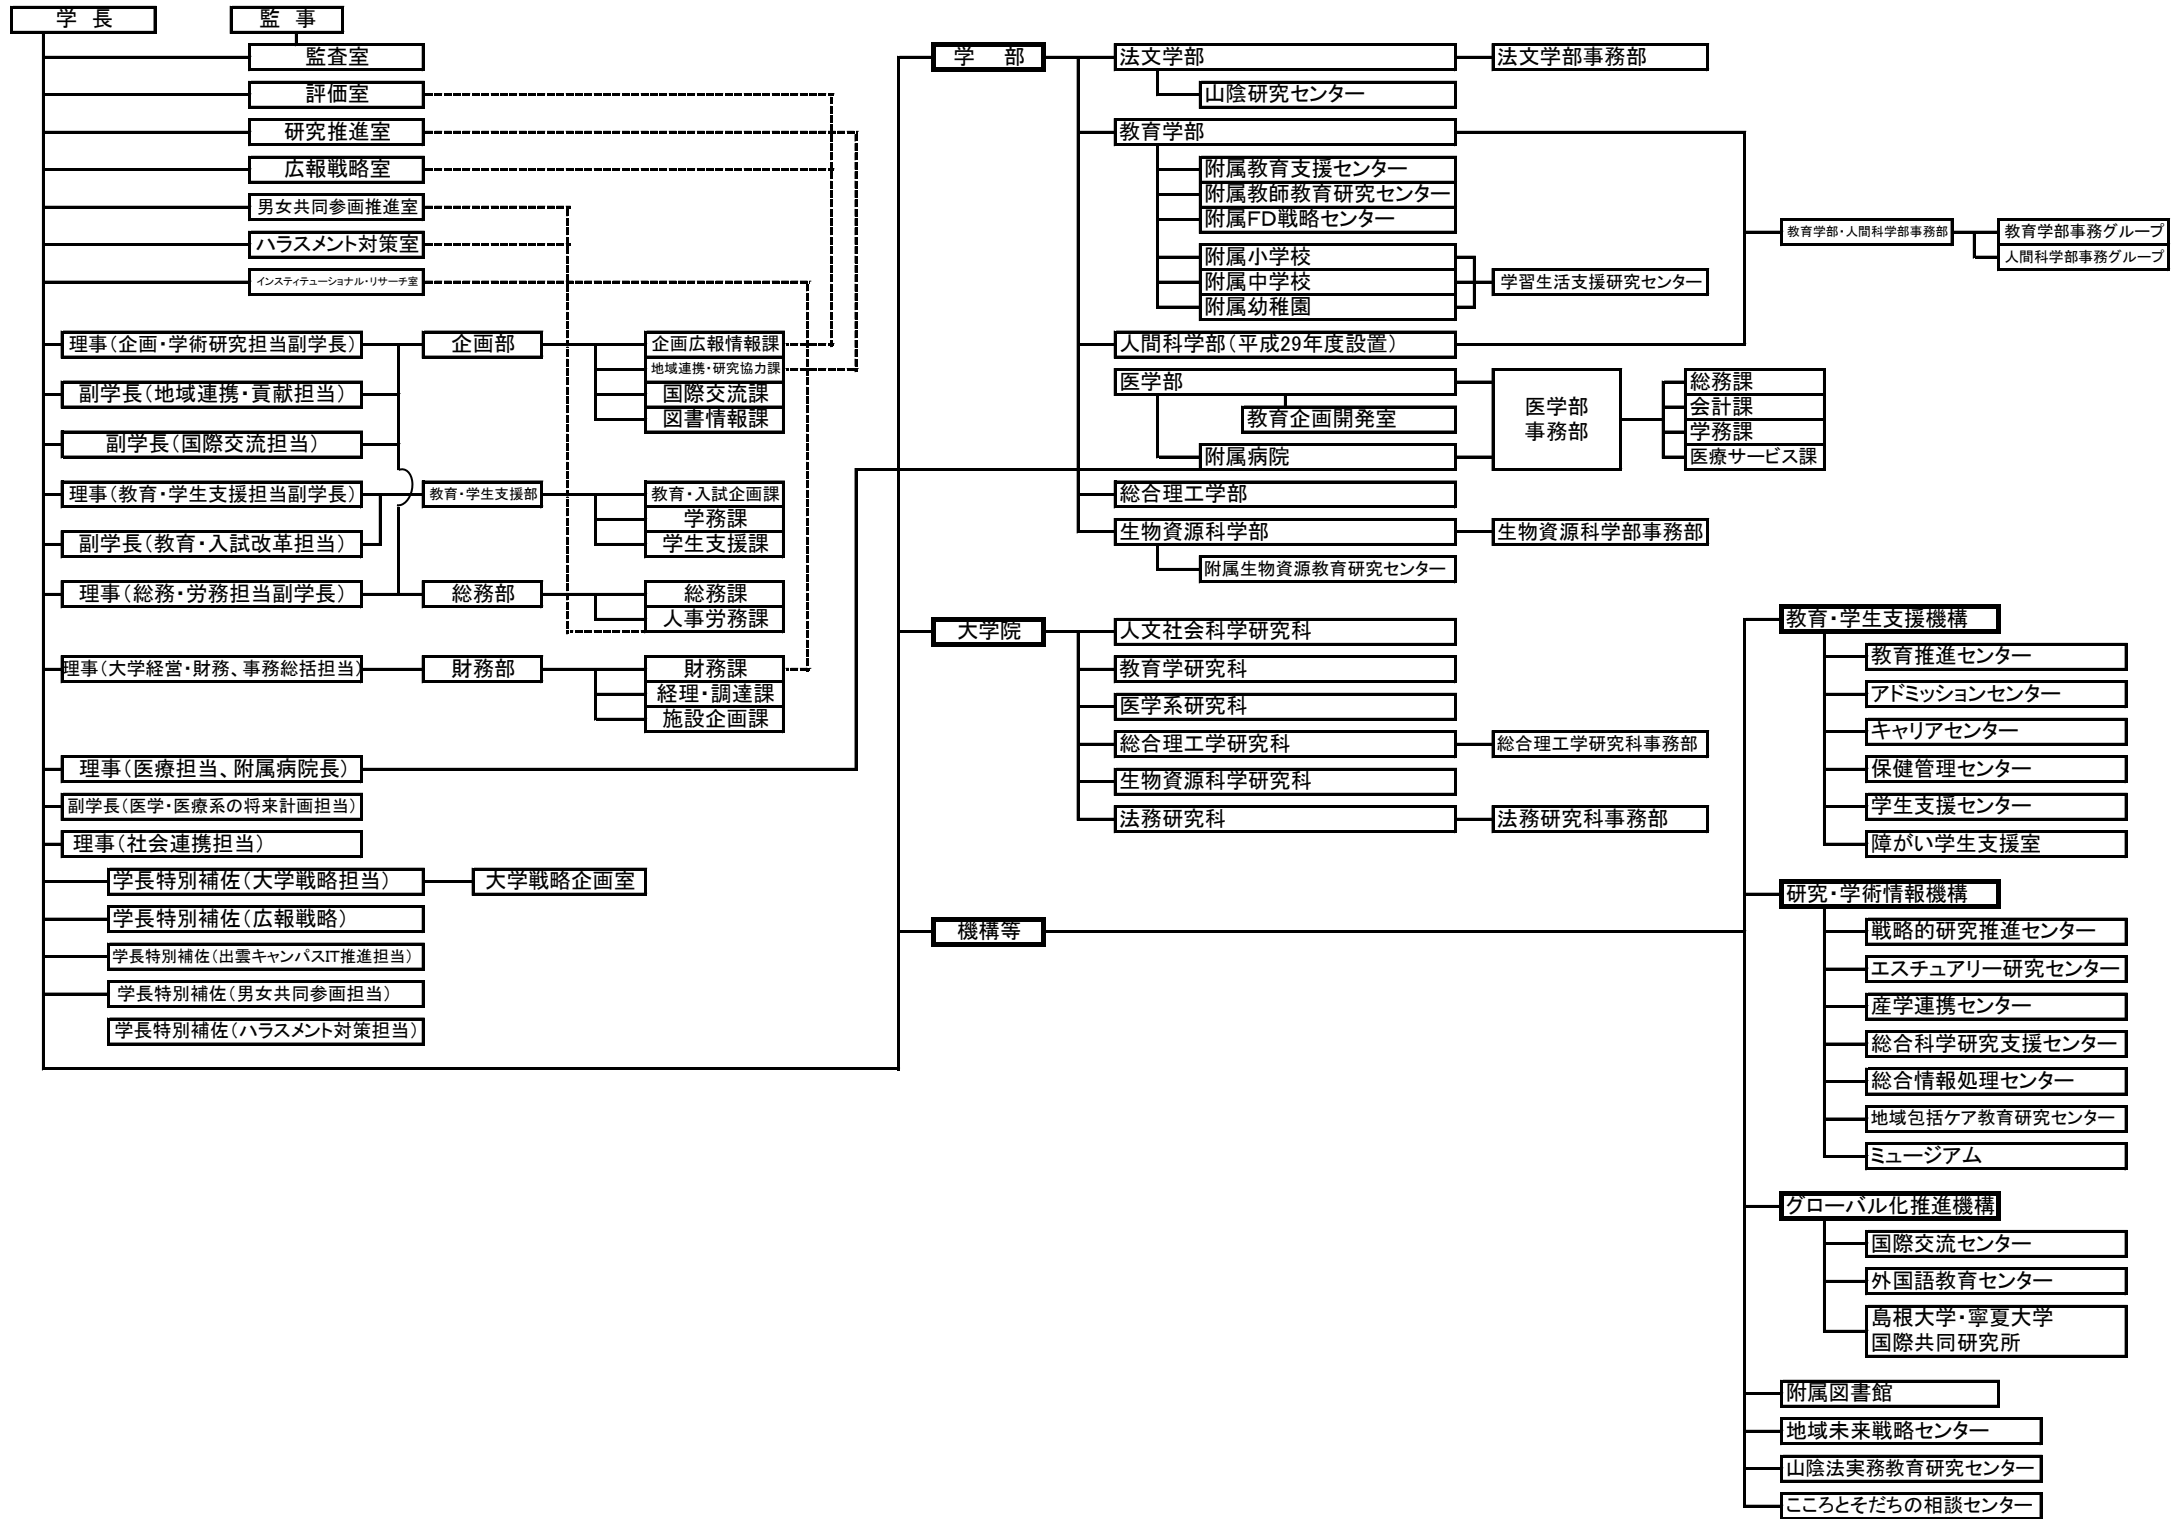 学 長
監 事
監査室
評価室
研究推進室
広報戦略室
男女共同参画推進室
ハラスメント対策室
インスティテューショナル・リサーチ室
理事（企画・学術研究担当副学長）
企画部
企画広報情報課
地域連携・研究協力課
国際交流課
図書情報課
副学長（地域連携・貢献担当）
副学長（国際交流担当）
理事（教育・学生支援担当副学長）
教育・学生支援部
教育・入試企画課
学務課
学生支援課
副学長（教育・入試改革担当）
理事（総務・労務担当副学長）
総務部
総務課
人事労務課
理事（大学経営・財務、事務総括担当）
財務部
財務課
経理・調達課
施設企画課
理事（医療担当、附属病院長）
副学長（医学・医療系の将来計画担当）
理事（社会連携担当）
学長特別補佐（大学戦略担当）
大学戦略企画室
学長特別補佐（広報戦略）
学長特別補佐（出雲キャンパスIT推進担当）
学長特別補佐（男女共同参画担当）
学長特別補佐（ハラスメント対策担当）
学 部
法文学部
法文学部事務部
山陰研究センター
教育学部
附属教育支援センター
附属教師教育研究センター
附属FD戦略センター
附属小学校
附属中学校
附属幼稚園
学習生活支援研究センター
教育学部・人間科学部事務部
教育学部事務グループ
人間科学部事務グループ
人間科学部（平成29年度設置）
医学部
教育企画開発室
附属病院
医学部
事務部
総務課
会計課
学務課
医療サービス課
総合理工学部
生物資源科学部
生物資源科学部事務部
附属生物資源教育研究センター
大学院
人文社会科学研究科
教育学研究科
医学系研究科
総合理工学研究科
総合理工学研究科事務部
生物資源科学研究科
法務研究科
法務研究科事務部
機構等
教育・学生支援機構
教育推進センター
アドミッションセンター
キャリアセンター
保健管理センター
学生支援センター
障がい学生支援室
研究・学術情報機構
戦略的研究推進センター
エスチュアリー研究センター
産学連携センター
総合科学研究支援センター
総合情報処理センター
地域包括ケア教育研究センター
ミュージアム
グローバル化推進機構
国際交流センター
外国語教育センター
島根大学・寧夏大学
国際共同研究所
附属図書館
地域未来戦略センター
山陰法実務教育研究センター
こころとそだちの相談センター